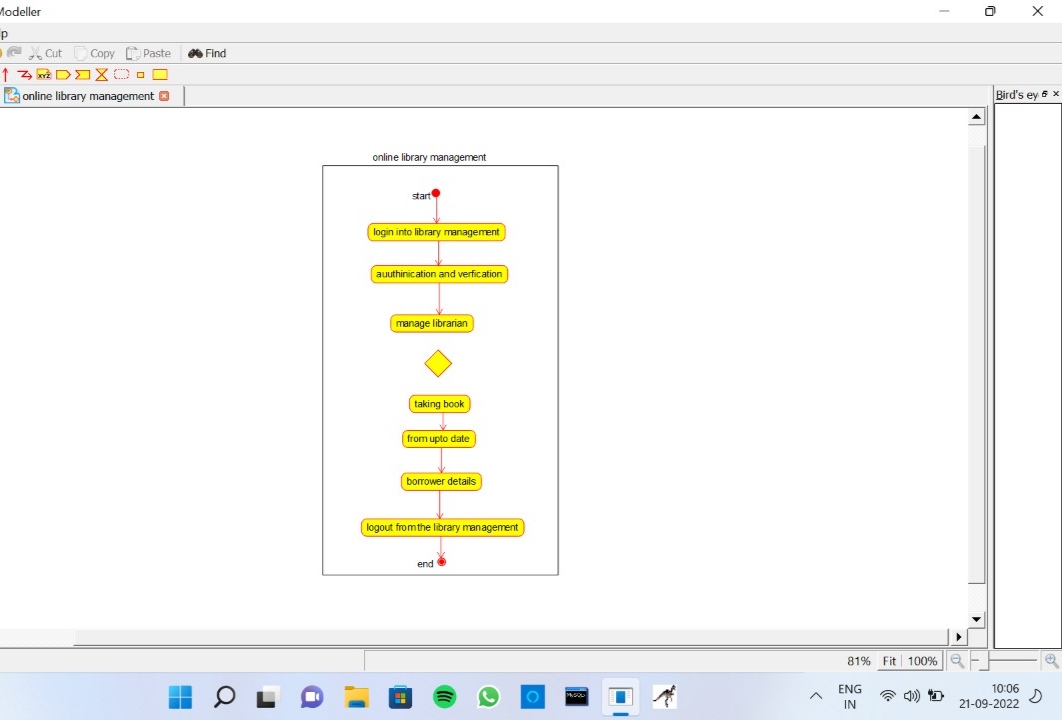 Modeller
lp
Cut Copy Paste Find
XYZ
online library management
Bird's ey
online library management
start
login into library management
auuthinication and verfication
manage librarian
taking book
from upto date
borrower details
logout from the library management
end
81% Fit 100%
MySQL
ENG
IN
10:06
21-09-2022